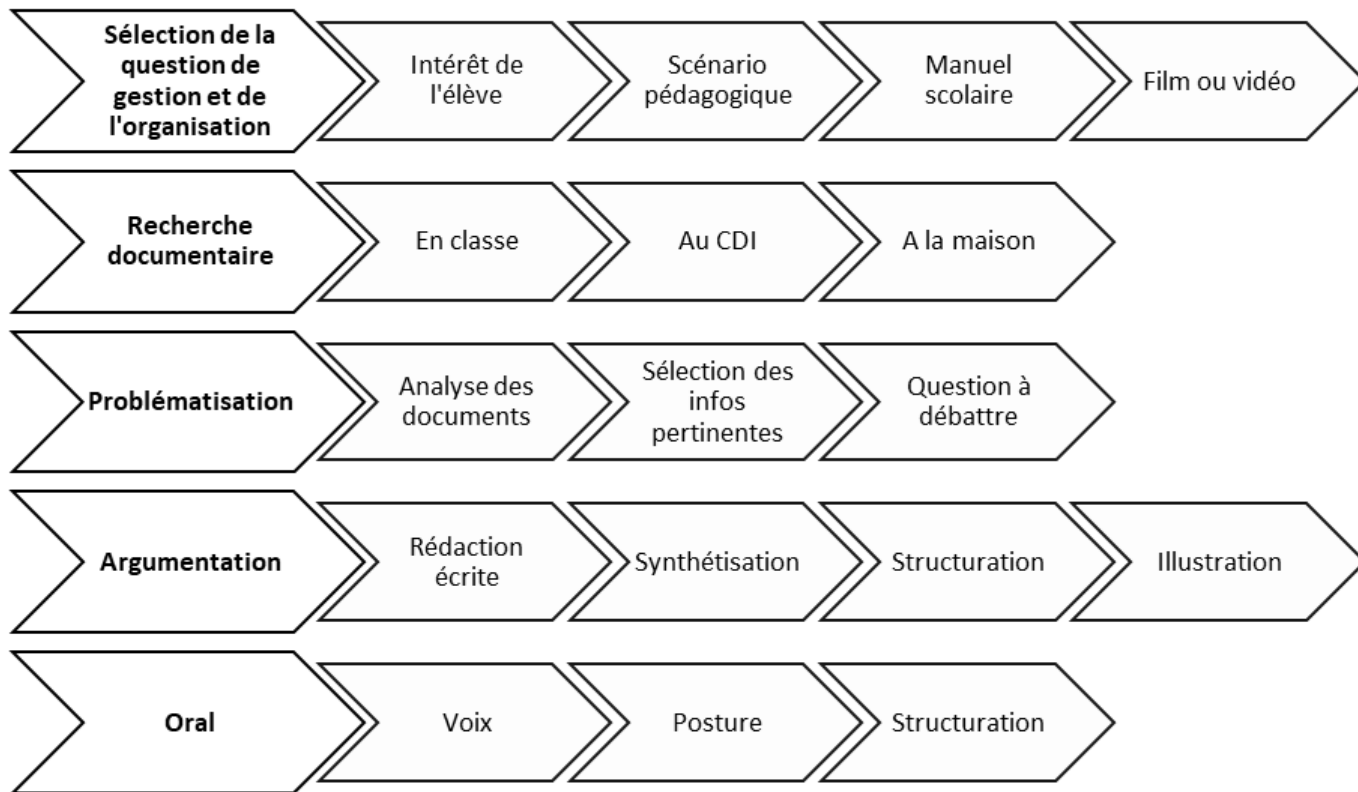 Sélection de la
question de
gestion et de
l'organisation
Intérêt de
l'élève
Scénario
pédagogique
Manuel
scolaire
Film ou vidéo
Recherche
documentaire
En classe
Au CDI
A la maison
Problématisation
Analyse des
documents
Sélection des
infos
pertinentes
Question à
débattre
Argumentation
Rédaction
écrite
Synthétisation
Structuration
Illustration
Oral
Voix
Posture
Structuration